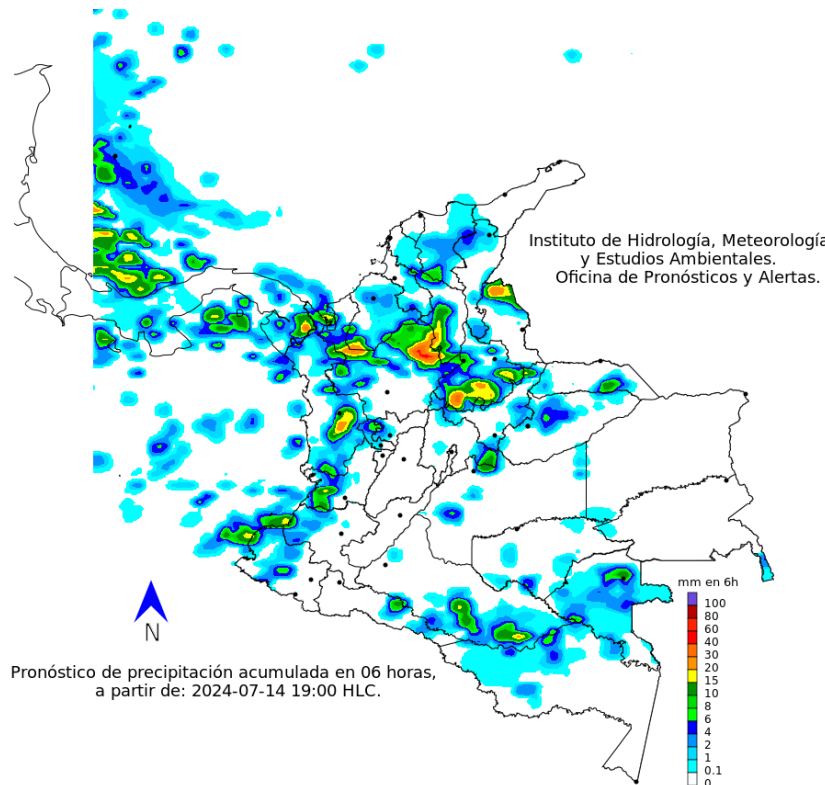 Instituto de Hidrología, Meteorología
y Estudios Ambientales.
Oficina de Pronósticos y Alertas.
N
mm en 6h
100
80
60
40
30
20
15
10
8
6
4
2
1
0.1
0
Pronóstico de precipitación acumulada en 06 horas,
a partir de: 2024-07-14 19:00 HLC.